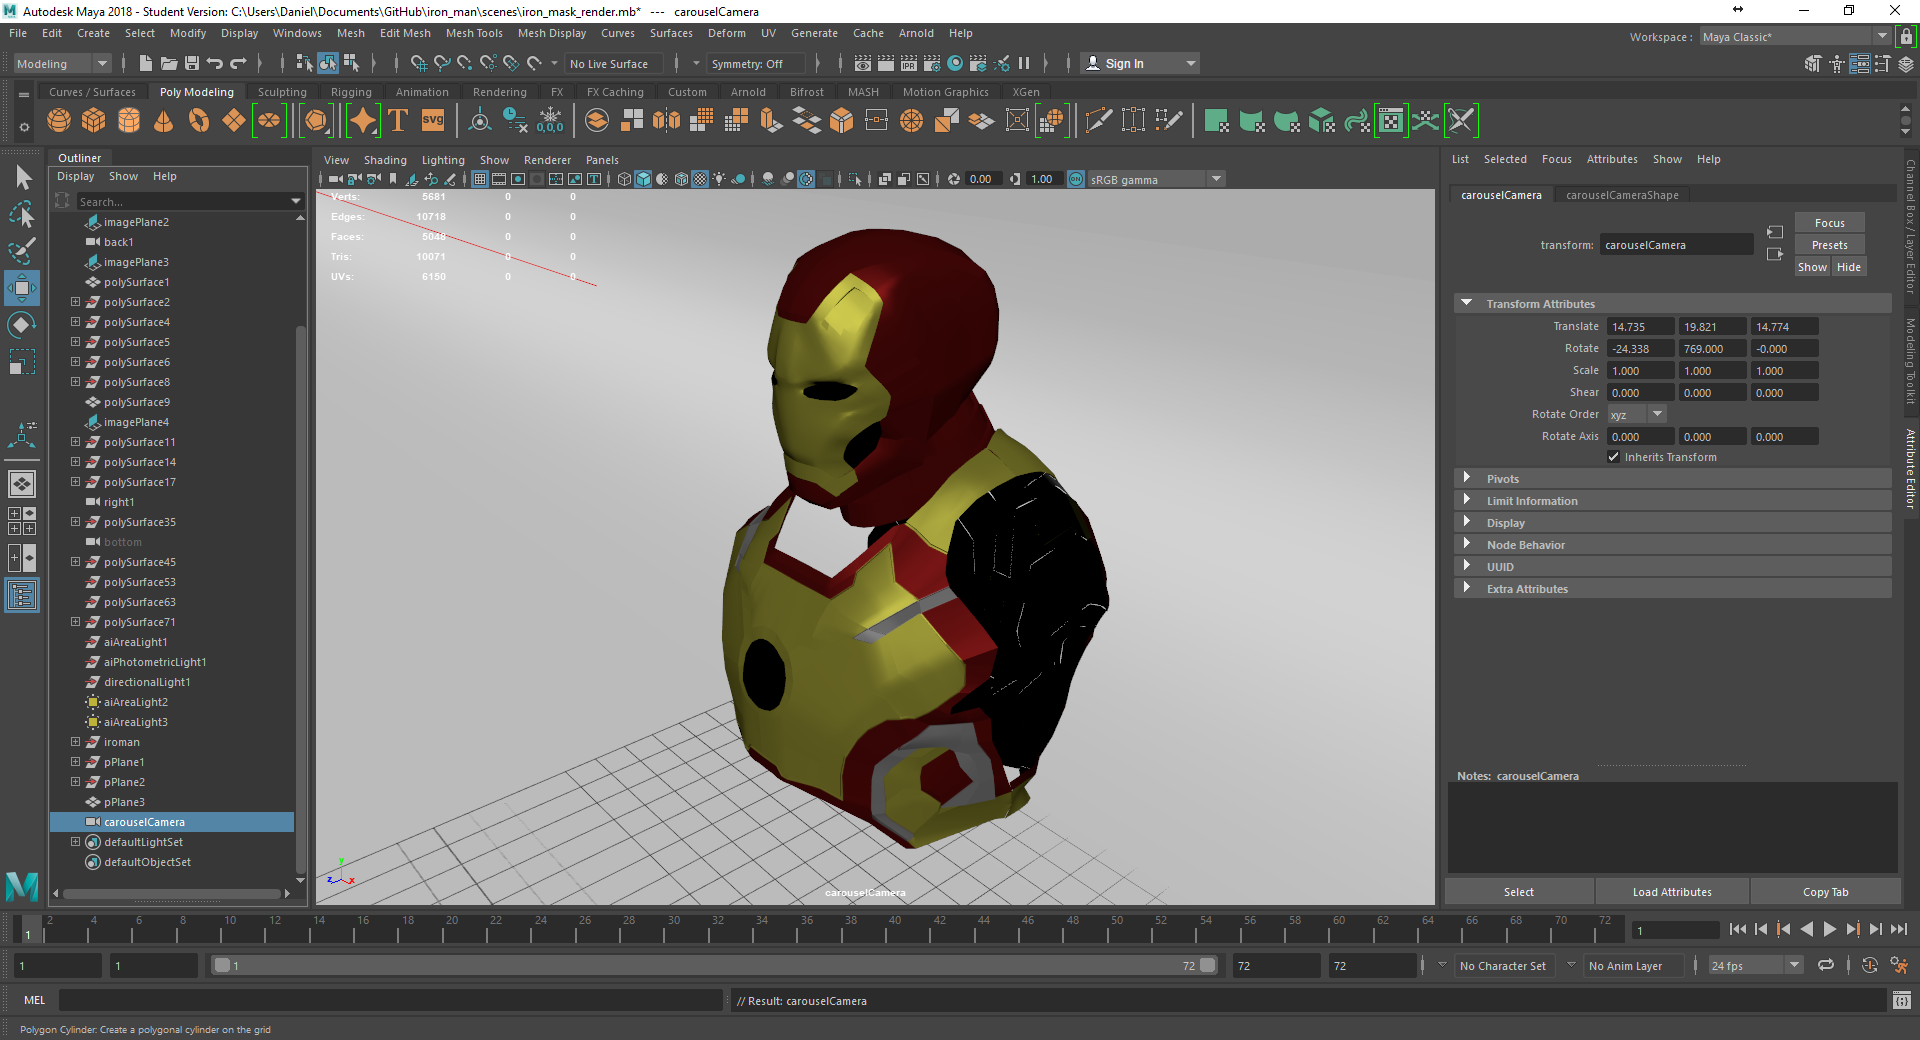 Autodesk Maya 2018 - Student Version: C:\Users\Daniel\Documents\GitHub\iron_man\scenes\iron_mask_render.mb*   ---   carouselCamera
File Edit Create Select Modify Display Windows Mesh Edit Mesh Mesh Tools Mesh Display Curves Surfaces Deform UV Generate Cache Arnold Help
Workspace : Maya Classic*
Modeling No Live Surface Symmetry: Off IPR Sign In
Curves / Surfaces Poly Modeling Sculpting Rigging Animation Rendering FX FX Caching Custom Arnold Bifrost MASH Motion Graphics XGen
T svg 0,0,0
Outliner
Display Show Help
Search...
imagePlane2
back1
imagePlane3
polySurface1
polySurface2
polySurface4
polySurface5
polySurface6
polySurface8
polySurface9
imagePlane4
polySurface11
polySurface14
polySurface17
right1
polySurface35
bottom
polySurface45
polySurface53
polySurface63
polySurface71
aiAreaLight1
aiPhotometricLight1
directionalLight1
aiAreaLight2
aiAreaLight3
iroman
pPlane1
pPlane2
pPlane3
carouselCamera
defaultLightSet
defaultObjectSet
View Shading Lighting Show Renderer Panels
0.00 1.00 ON sRGB gamma
Verts: 5681 0 0
Edges: 10718 0 0
Faces: 5048 0 0
Tris: 10071 0 0
UVs: 6150 0 0
y
z x
carouselCamera
List Selected Focus Attributes Show Help
carouselCamera carouselCameraShape
transform: carouselCamera
Focus
Presets
Show Hide
Transform Attributes
Translate 14.735 19.821 14.774
Rotate -24.338 769.000 -0.000
Scale 1.000 1.000 1.000
Shear 0.000 0.000 0.000
Rotate Order xyz
Rotate Axis 0.000 0.000 0.000
Inherits Transform
Pivots
Limit Information
Display
Node Behavior
UUID
Extra Attributes
Notes: carouselCamera
Select Load Attributes Copy Tab
Channel Box / Layer Editor
Modeling Toolkit
Attribute Editor
1 2 4 6 8 10 12 14 16 18 20 22 24 26 28 30 32 34 36 38 40 42 44 46 48 50 52 54 56 58 60 62 64 66 68 70 72 1
1 1 1 72 72 72 No Character Set No Anim Layer 24 fps
MEL // Result: carouselCamera
Polygon Cylinder: Create a polygonal cylinder on the grid